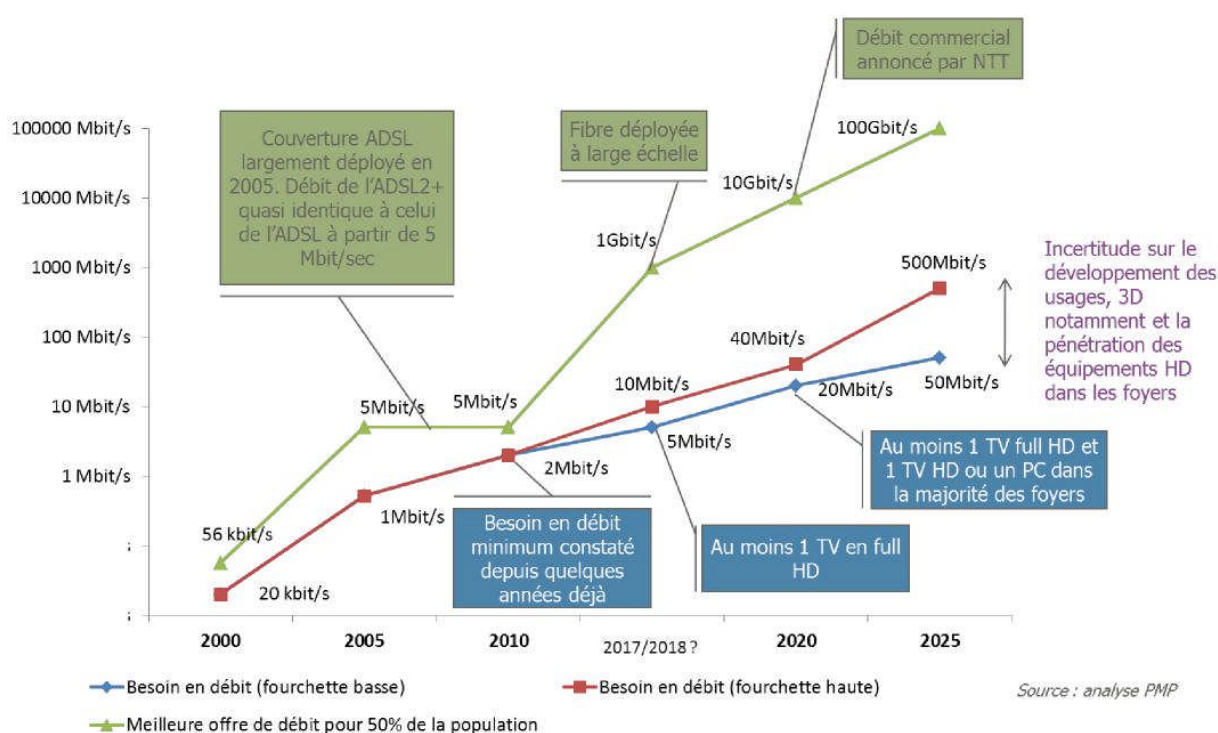 Débit commercial
annoncé par NTT
Couverture ADSL
largement déployé en
2005. Débit de l'ADSL2+
quasi identique à celui
de l'ADSL à partir de 5
Mbit/sec
Fibre déployée
à large échelle
100000 Mbit/s
10000 Mbit/s
1000 Mbit/s
100 Mbit/s
10 Mbit/s
1 Mbit/s
56 kbit/s
5Mbit/s
5Mbit/s
1Gbit/s
10Gbit/s
100Gbit/s
20 kbit/s
1Mbit/s
2Mbit/s
10Mbit/s
40Mbit/s
500Mbit/s
5Mbit/s
20Mbit/s
50Mbit/s
Incertitude sur le
développement des
usages, 3D
notamment et la
pénétration des
équipements HD
dans les foyers
Besoin en débit
minimum constaté
depuis quelques
années déjà
Au moins 1 TV en full
HD
Au moins 1 TV full HD et
1 TV HD ou un PC dans
la majorité des foyers
2000 2005 2010 2017/2018 ? 2020 2025
Besoin en débit (fourchette basse)
Besoin en débit (fourchette haute)
Meilleure offre de débit pour 50% de la population
Source : analyse PMP